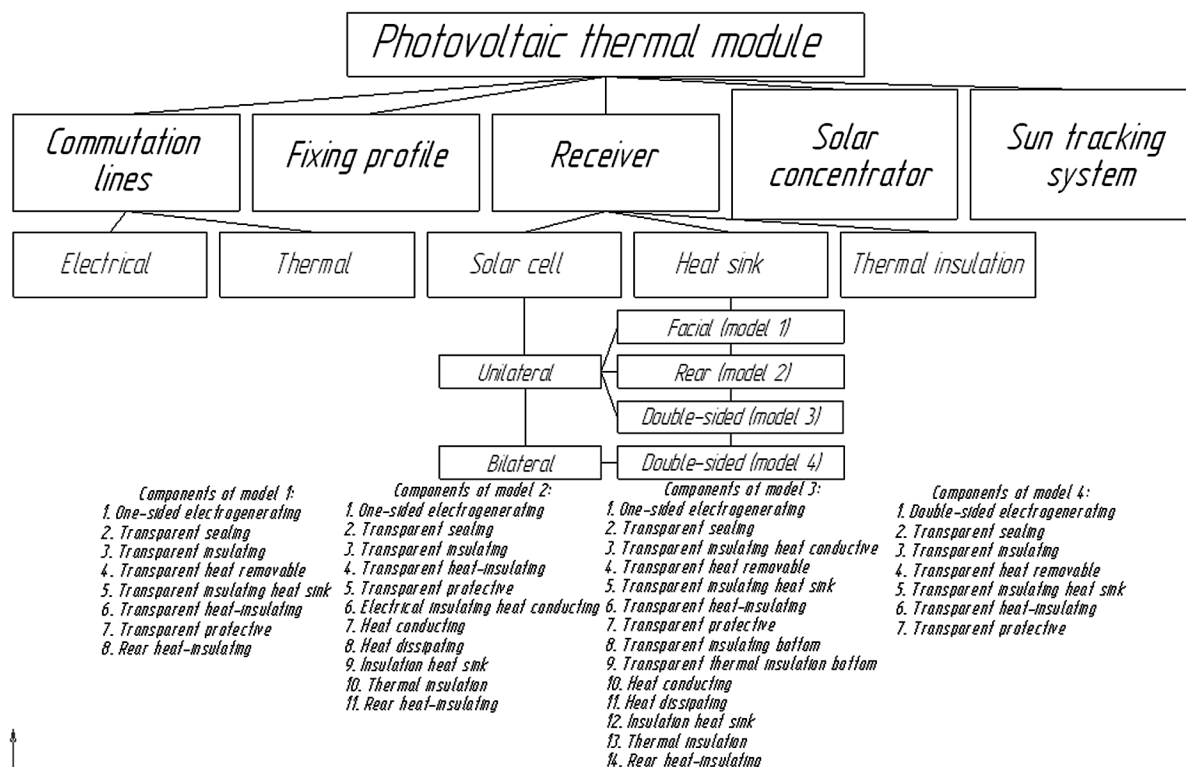 Photovoltaic thermal module
Commutation
lines
Fixing profile
Receiver
Solar
concentrator
Sun tracking
system
Electrical
Thermal
Solar cell
Heat sink
Thermal insulation
Facial (model 1)
Unilateral
Rear (model 2)
Double-sided (model 3)
Bilateral
Double-sided (model 4)
Components of model 1:
1. One-sided electrogenerating
2. Transparent sealing
3. Transparent insulating
4. Transparent heat removable
5. Transparent insulating heat sink
6. Transparent heat-insulating
7. Transparent protective
8. Rear heat-insulating
Components of model 2:
1. One-sided electrogenerating
2. Transparent sealing
3. Transparent insulating
4. Transparent heat-insulating
5. Transparent protective
6. Electrical insulating heat conducting
7. Heat conducting
8. Heat dissipating
9. Insulation heat sink
10. Thermal insulation
11. Rear heat-insulating
Components of model 3:
1. One-sided electrogenerating
2. Transparent sealing
3. Transparent insulating heat conductive
4. Transparent heat removable
5. Transparent insulating heat sink
6. Transparent heat-insulating
7. Transparent protective
8. Transparent insulating bottom
9. Transparent thermal insulation bottom
10. Heat conducting
11. Heat dissipating
12. Insulation heat sink
13. Thermal insulation
14. Rear heat-insulating
Components of model 4:
1. Double-sided electrogenerating
2. Transparent sealing
3. Transparent insulating
4. Transparent heat removable
5. Transparent insulating heat sink
6. Transparent heat-insulating
7. Transparent protective